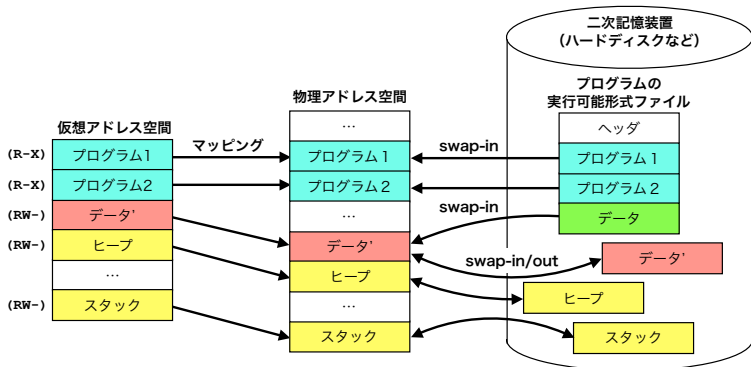 二次記憶装置
(ハードディスクなど)
プログラムの
実行可能形式ファイル
物理アドレス空間
仮想アドレス空間
…
ヘッダ
(R-X)
プログラム1
マッピング
プログラム1
swap-in
プログラム1
(R-X)
プログラム2
プログラム2
プログラム2
(RW-)
データ’
…
swap-in
データ
(RW-)
ヒープ
データ’
swap-in/out
データ’
…
ヒープ
ヒープ
(RW-)
スタック
…
スタック
スタック